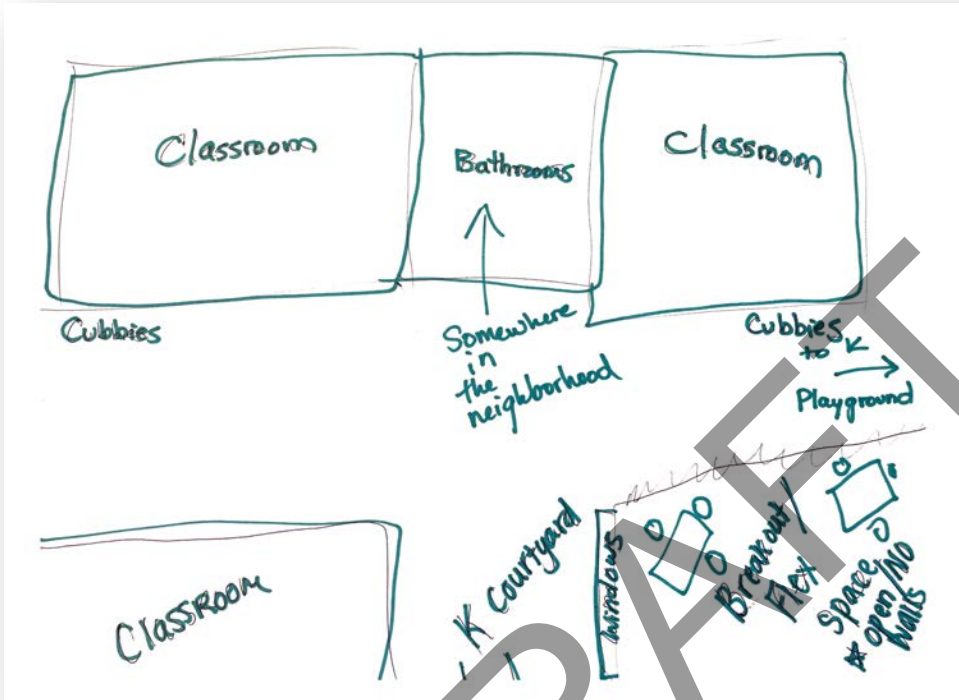 Classroom
Bathrooms
Classroom
Cubbies
Somewhere
in
the
neighborhood
Cubbies
to K
Playground
Classroom
K Courtyard
Windows
Breakout/
Flex
Space
* open/No
Walls
DRAFT